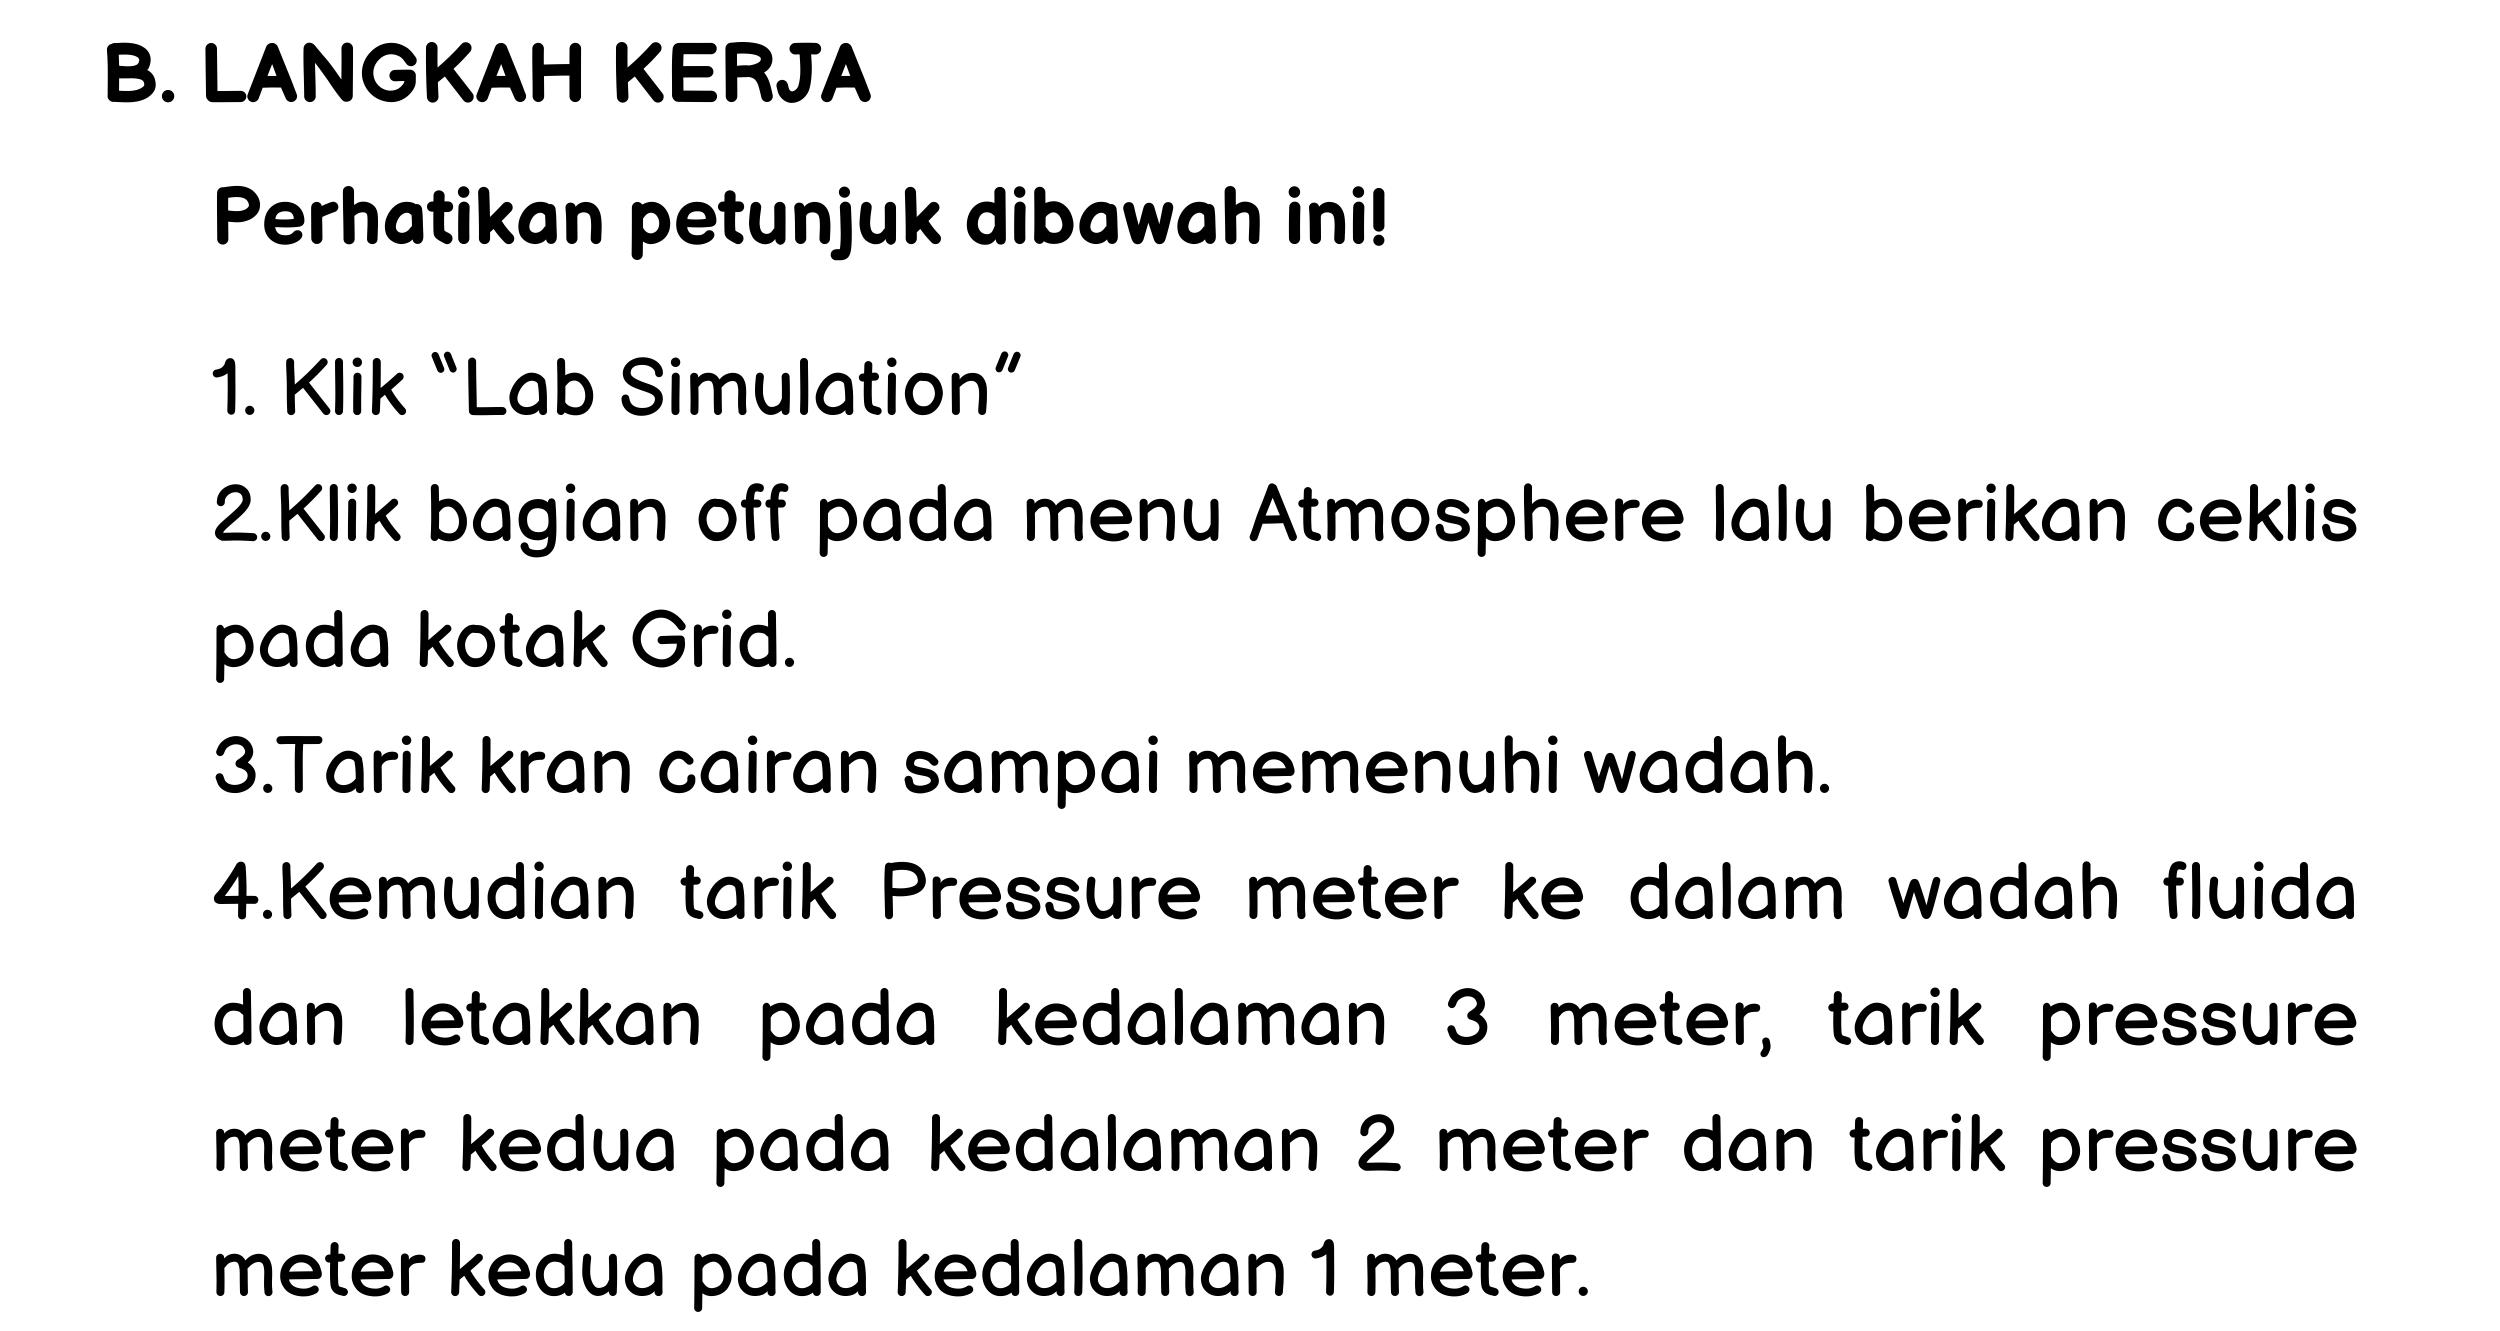 B. LANGKAH KERJA
Perhatikan petunjuk dibawah ini!
1. Klik “Lab Simulation”
2. Klik bagian off pada menu Atmosphere lalu berikan ceklis
pada kotak Grid.
3. Tarik kran cairan sampai memenuhi wadah.
4. Kemudian tarik Pressure meter ke dalam wadah fluida
dan letakkan pada kedalaman 3 meter, tarik pressure
meter kedua pada kedalaman 2 meter dan tarik pressure
meter kedua pada kedalaman 1 meter.